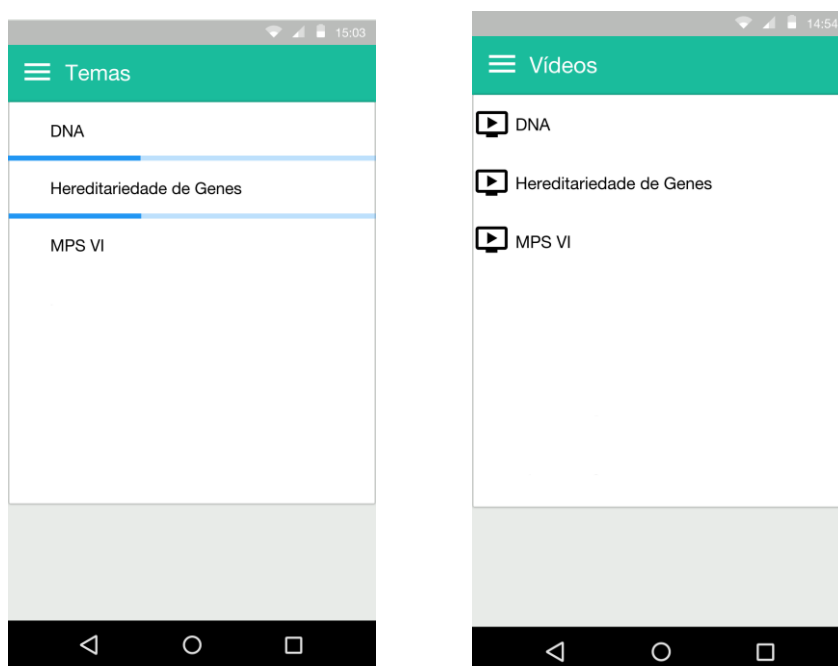 15:03
Temas
DNA
Hereditariedade de Genes
MPS VI
14:54
Vídeos
DNA
Hereditariedade de Genes
MPS VI